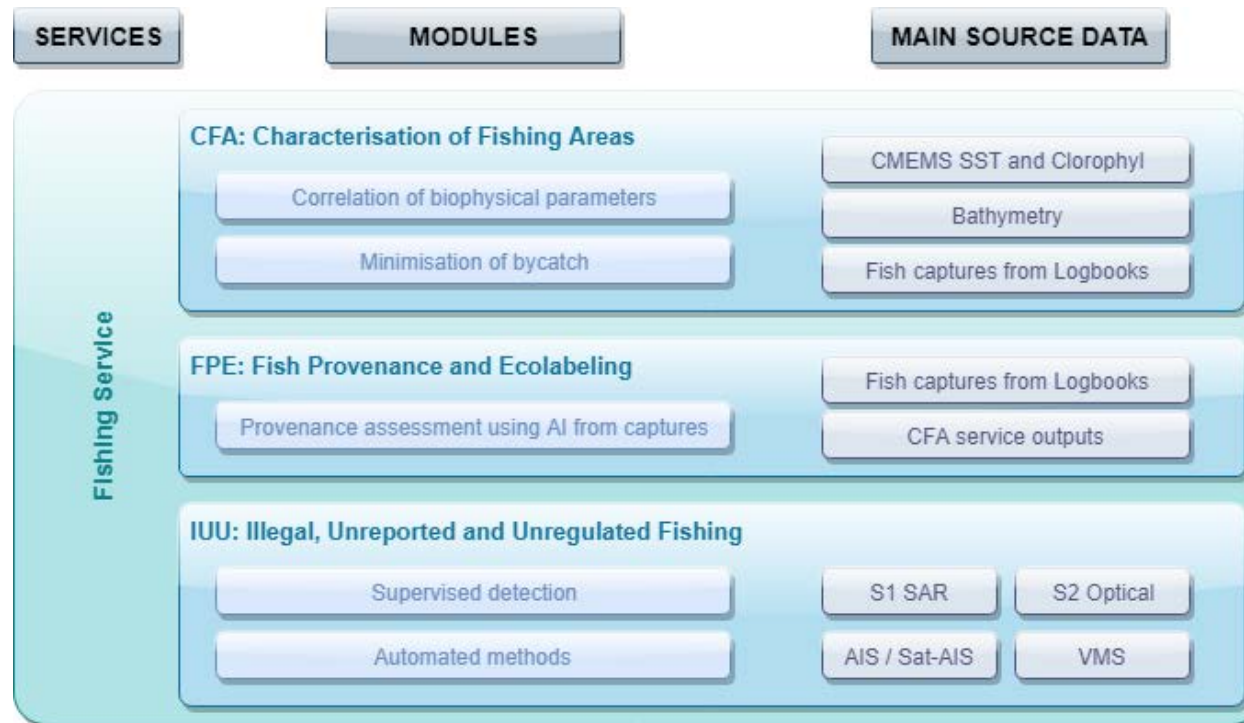 SERVICES
MODULES
MAIN SOURCE DATA
Fishing Service
CFA: Characterisation of Fishing Areas
Correlation of biophysical parameters
Minimisation of bycatch
CMEMS SST and Clorophyl
Bathymetry
Fish captures from Logbooks
FPE: Fish Provenance and Ecolabeling
Provenance assessment using AI from captures
Fish captures from Logbooks
CFA service outputs
IUU: Illegal, Unreported and Unregulated Fishing
Supervised detection
Automated methods
S1 SAR
S2 Optical
AIS / Sat-AIS
VMS